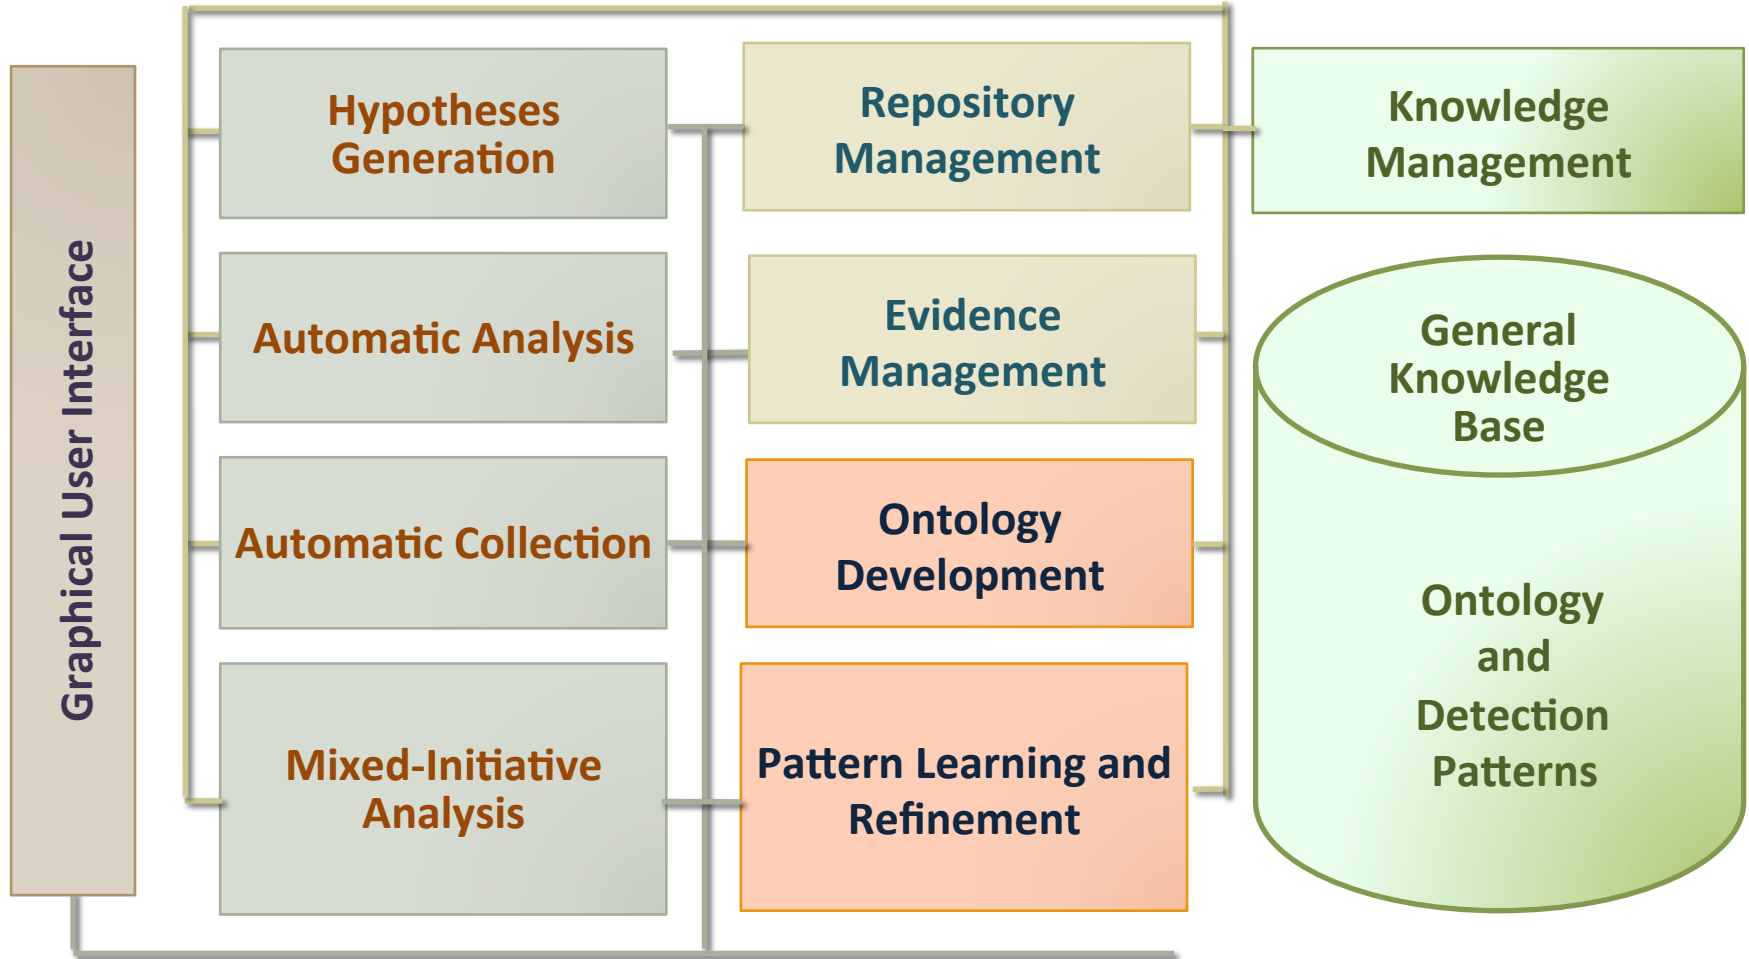 Graphical User Interface
Hypotheses
Generation
Automatic Analysis
Automatic Collection
Mixed-Initiative
Analysis
Repository
Management
Evidence
Management
Ontology
Development
Pattern Learning and
Refinement
Knowledge
Management
General
Knowledge
Base
Ontology
and
Detection
Patterns